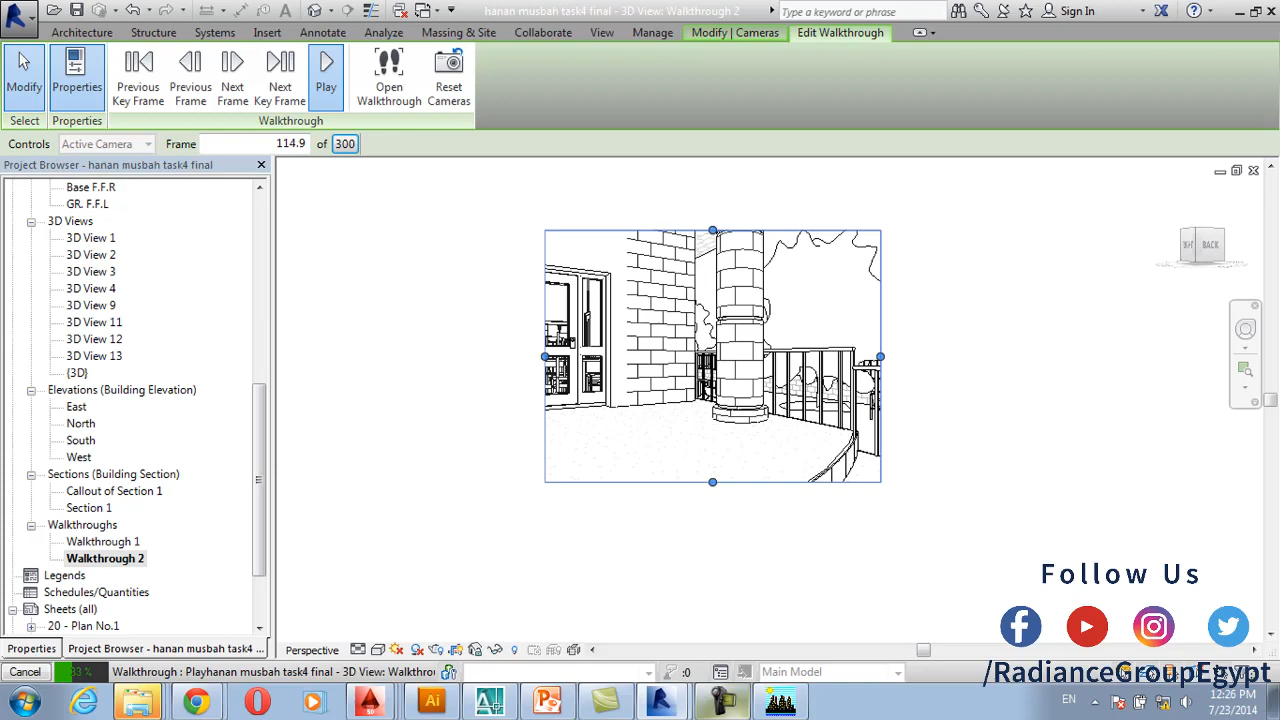 hanan musbah task4 final - 3D View: Walkthrough 2
Type a keyword or phrase
Sign In
Architecture Structure Systems Insert Annotate Analyze Massing & Site Collaborate View Manage Modify | Cameras Edit Walkthrough
Modify
Properties
Previous Key Frame
Previous Frame
Next Frame
Next Key Frame
Play
Open Walkthrough
Reset Cameras
Select Properties Walkthrough
Controls Active Camera Frame 114.9 of 300
Project Browser - hanan musbah task4 final
Base F.F.R
GR. F.F.L
3D Views
3D View 1
3D View 2
3D View 3
3D View 4
3D View 9
3D View 11
3D View 12
3D View 13
{3D}
Elevations (Building Elevation)
East
North
South
West
Sections (Building Section)
Callout of Section 1
Section 1
Walkthroughs
Walkthrough 1
Walkthrough 2
Legends
Schedules/Quantities
Sheets (all)
20 - Plan No.1
BACK
Follow Us
/RadianceGroupEgypt
Properties Project Browser - hanan musbah task4 ...
Perspective
Cancel Walkthrough : Playhanan musbah task4 final - 3D View: Walkthro
:0
Main Model
EN
12:26 PM
7/23/2014